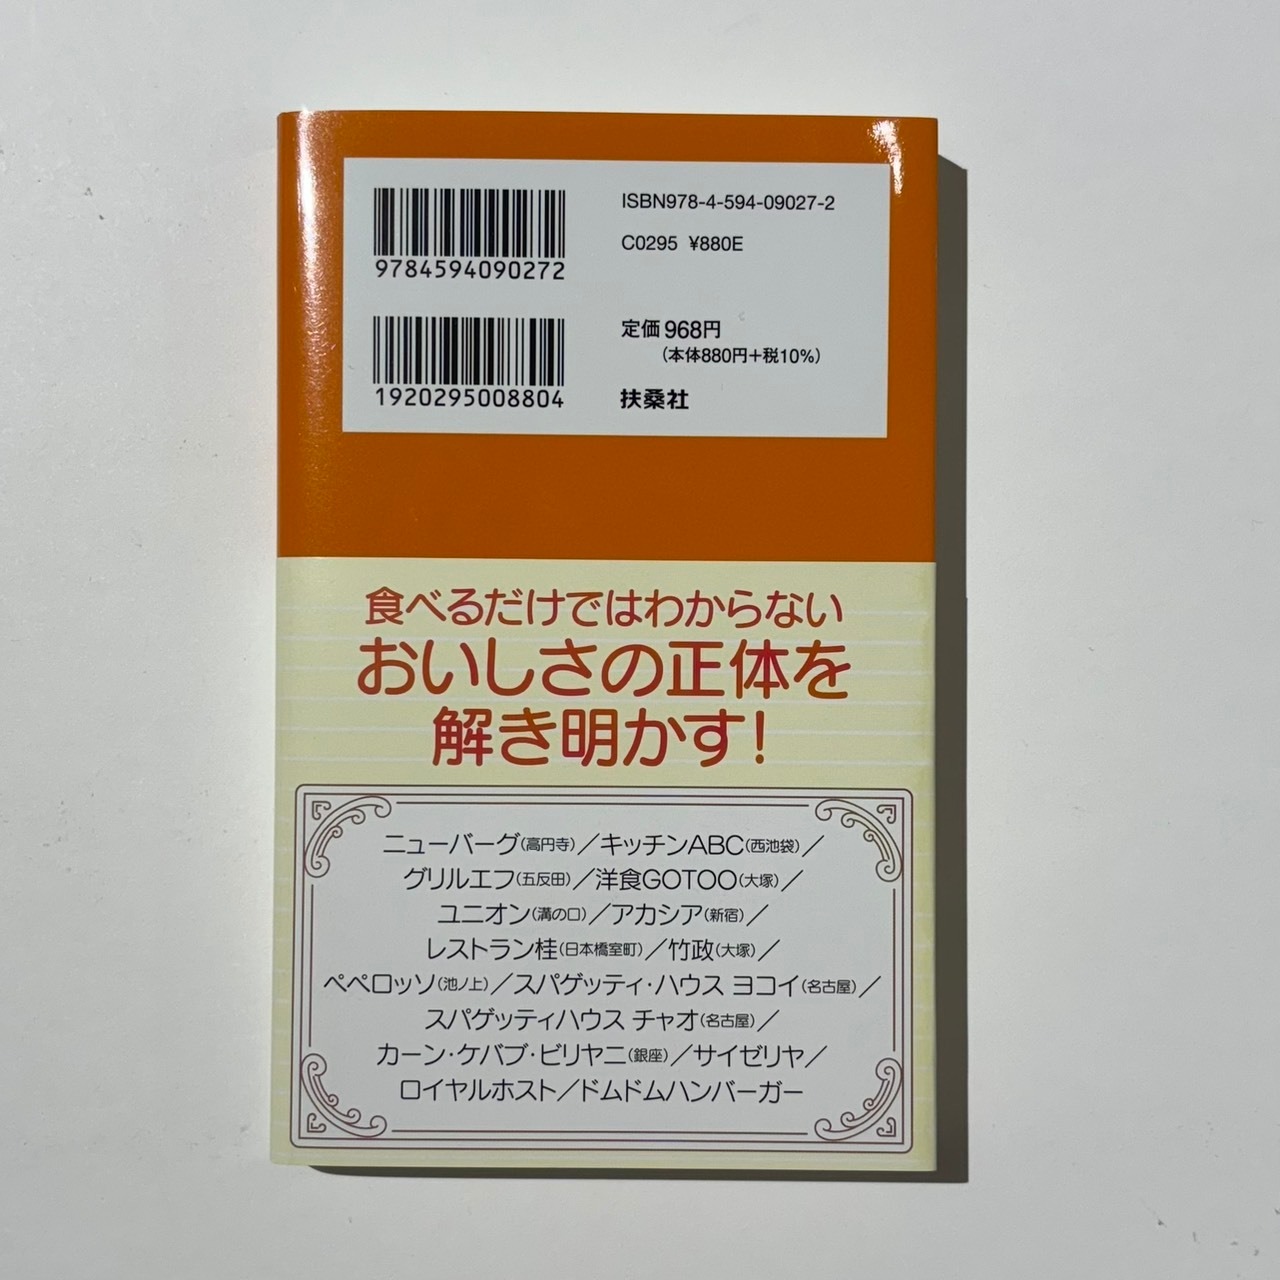 ISBN978-4-594-09027-2
C0295 ¥880E
9784594090272
定価968円
(本体880円+税10%)
1920295008804
扶桑社
食べるだけではわからない
おいしさの正体を
解き明かす!
ニューバーグ(高円寺)/キッチンABC(西池袋)/
グリルエフ(五反田)/洋食GOTOO(大塚)/
ユニオン(溝の口)/アカシア(新宿)/
レストラン桂(日本橋室町)/竹政(大塚)/
ペペロッソ(池ノ上)/スパゲッティ・ハウス ヨコイ(名古屋)/
スパゲッティハウス チャオ(名古屋)/
カーン・ケバブ・ビリヤニ(銀座)/サイゼリヤ/
ロイヤルホスト/ドムドムハンバーガー